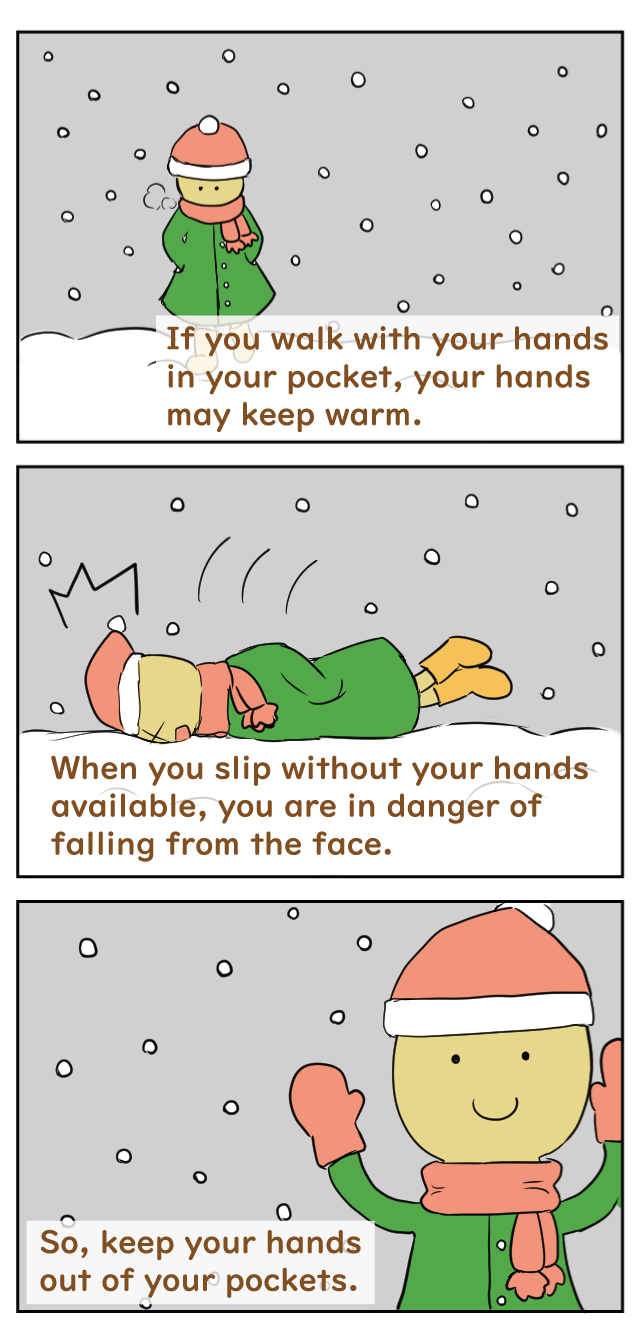 If you walk with your hands
in your pocket, your hands
may keep warm.
When you slip without your hands
available, you are in danger of
falling from the face.
So, keep your hands
out of your pockets.